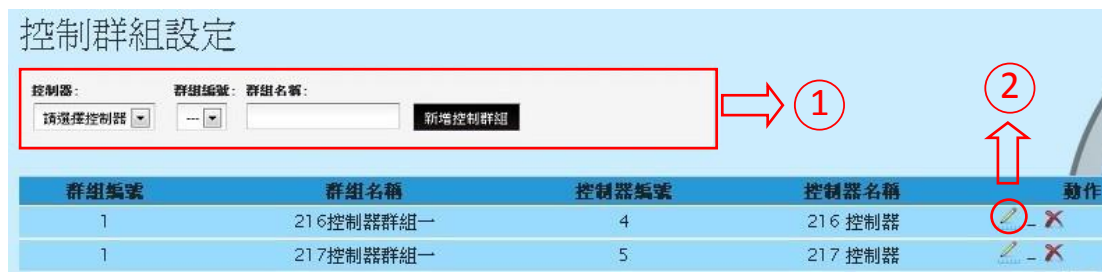 控制群組設定
控制器: 群組編號: 群組名稱:
請選擇控制器 --- 新增控制群組
① ②
群組編號 群組名稱 控制器編號 控制器名稱 動作
1 216控制器群組一 4 216 控制器 -
1 217控制器群組一 5 217 控制器 -